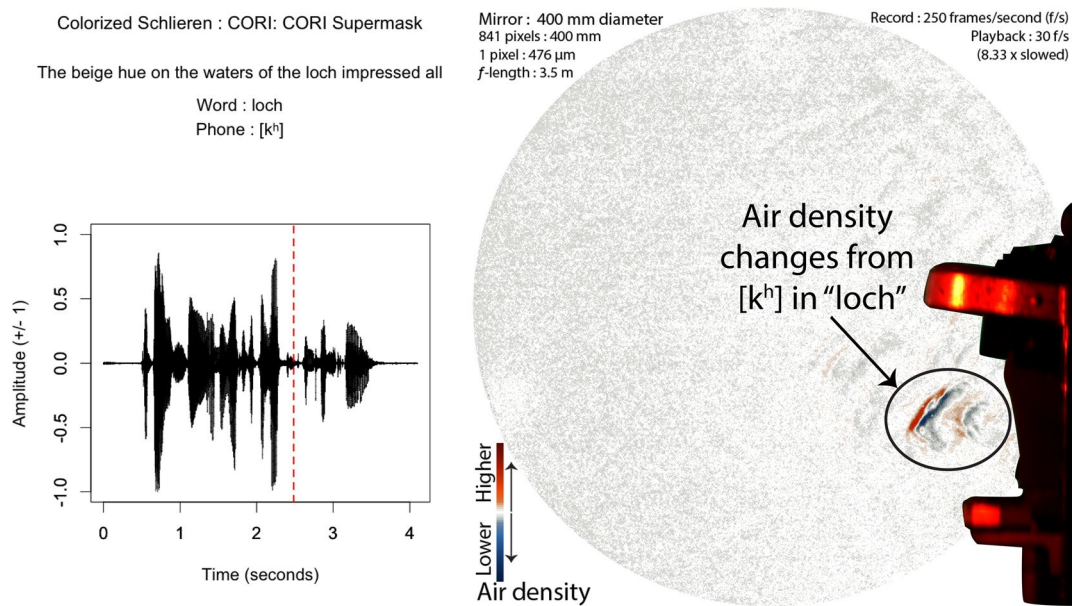 Colorized Schlieren : CORI: CORI Supermask
The beige hue on the waters of the loch impressed all
Word : loch
Phone : [kʰ]
Amplitude (+/- 1)
1.0
0.5
0.0
-0.5
-1.0
0 1 2 3 4
Time (seconds)
Mirror : 400 mm diameter
841 pixels : 400 mm
1 pixel : 476 µm
ƒ-length : 3.5 m
Record : 250 frames/second (f/s)
Playback : 30 f/s
(8.33 x slowed)
Air density
changes from
[kʰ] in “loch”
Higher
Lower
Air density